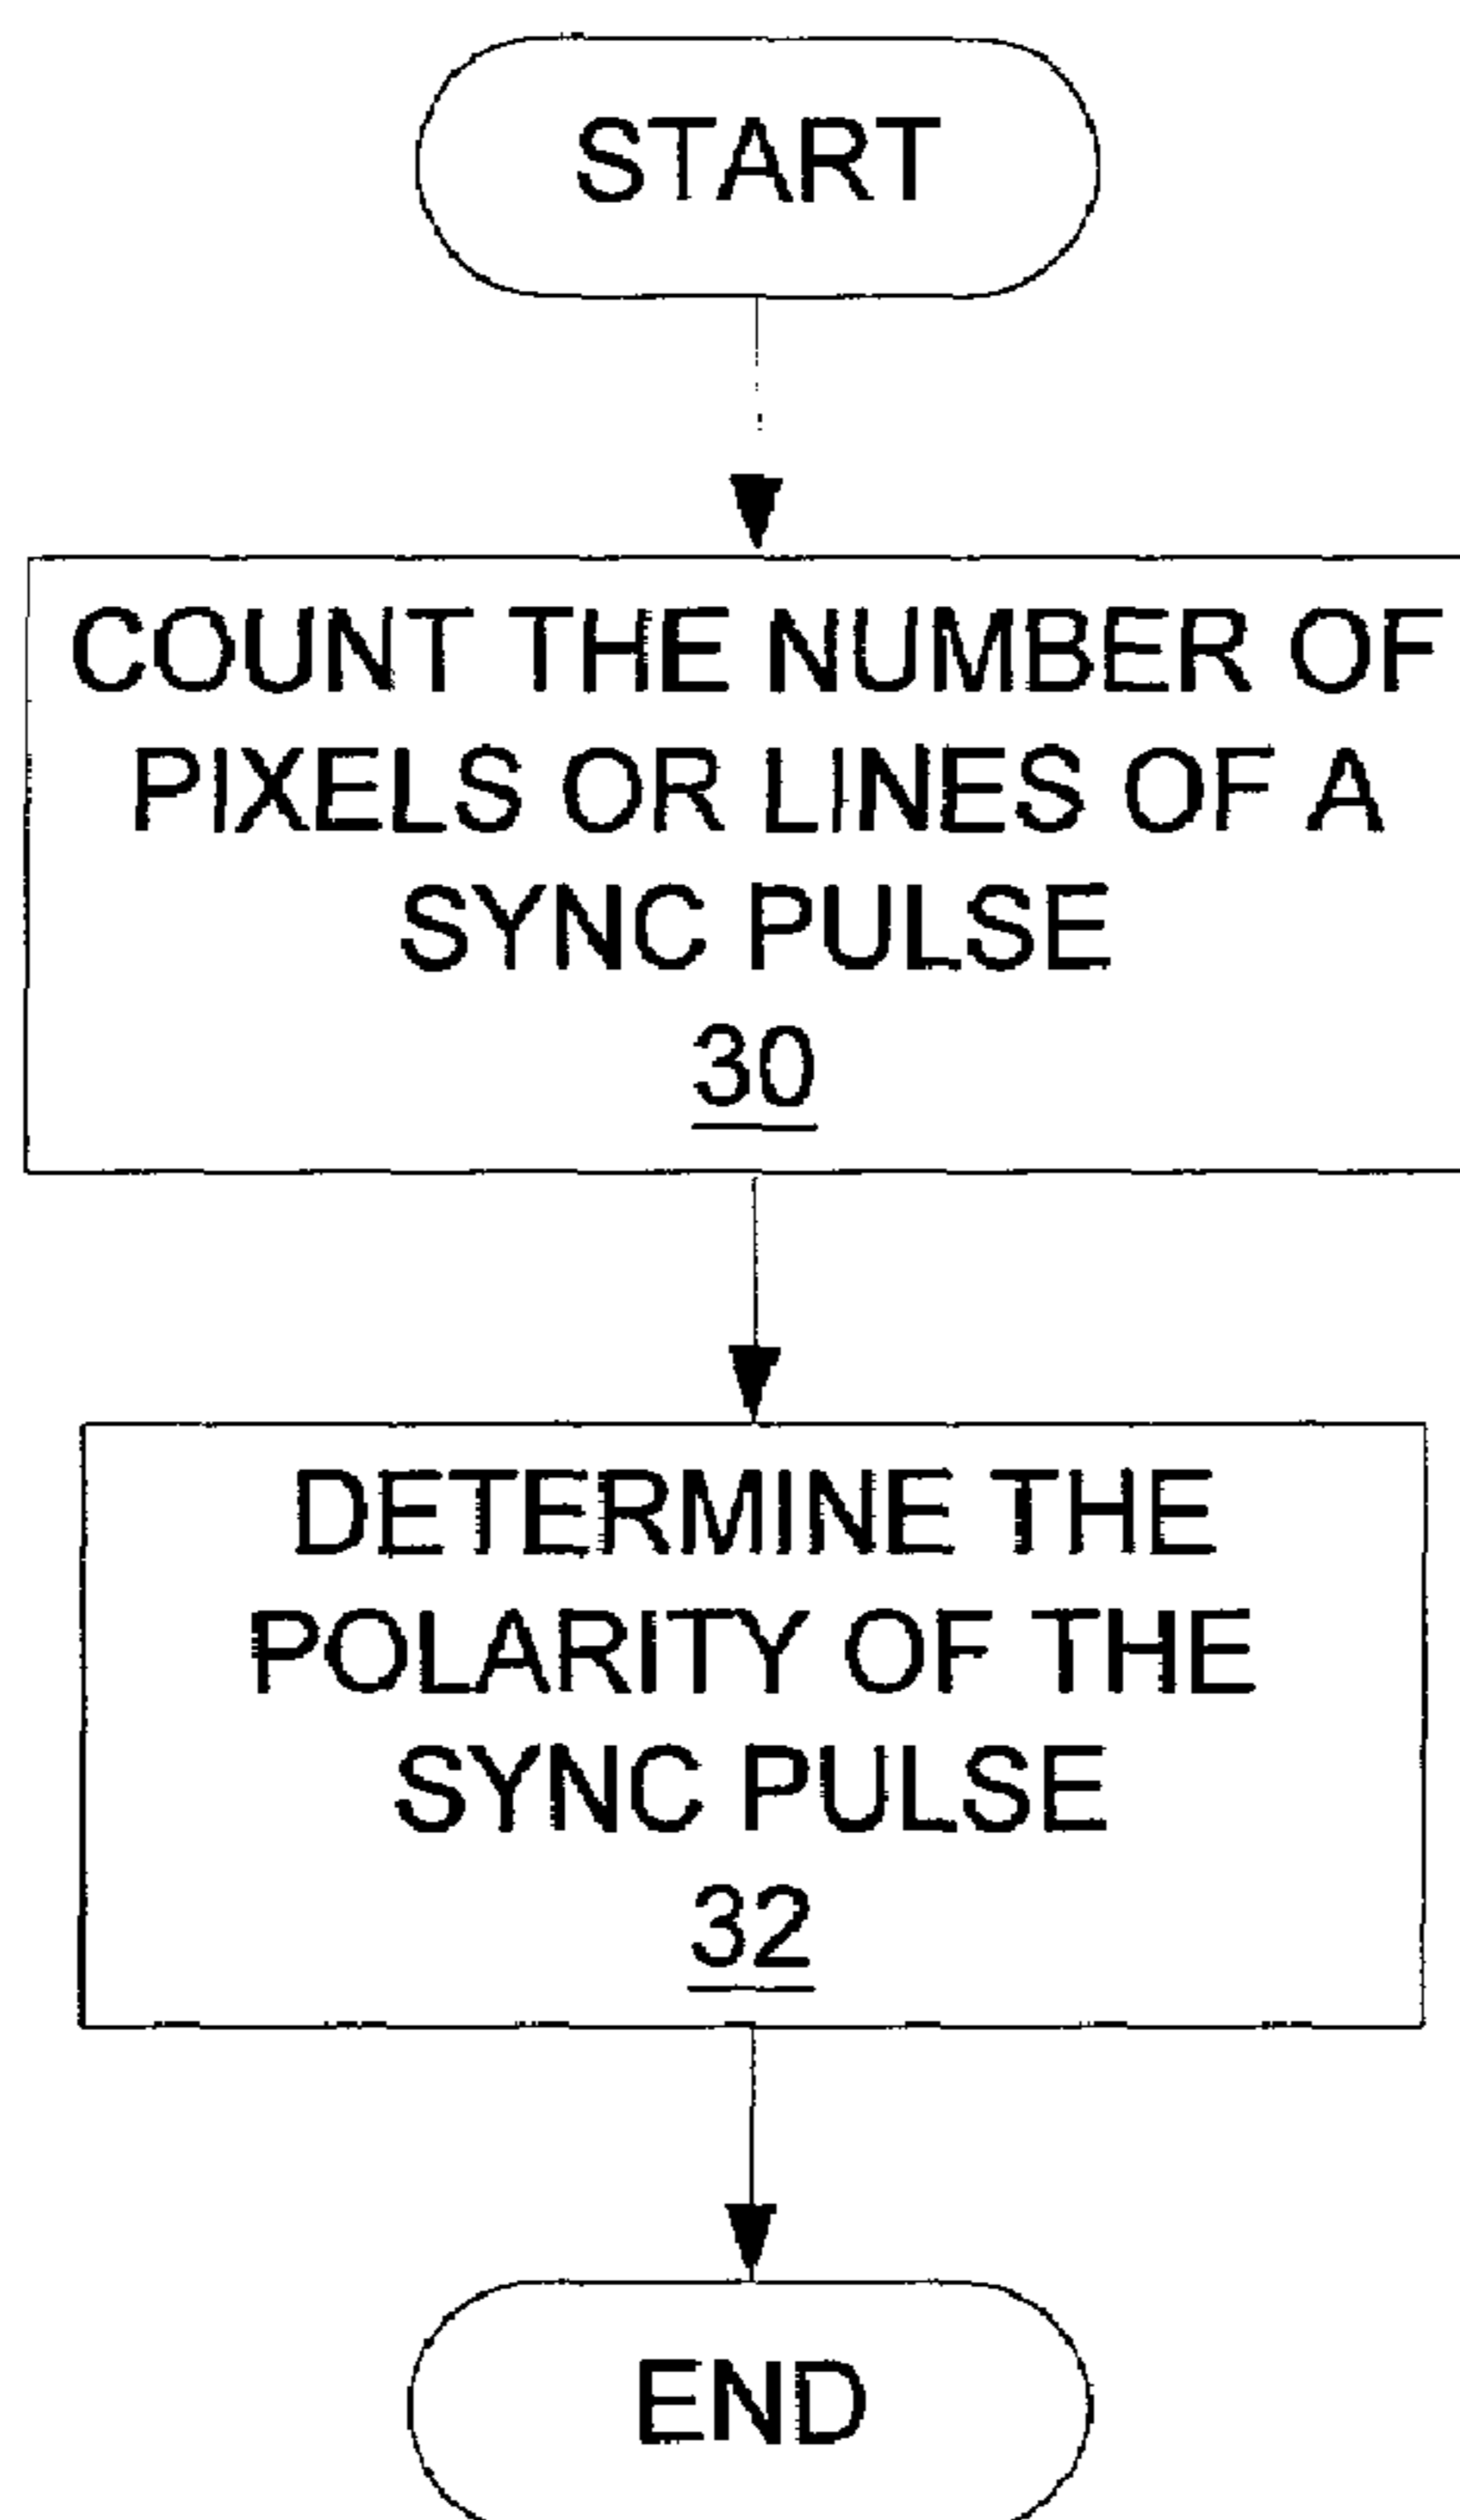 START
COUNT THE NUMBER OF
PIXELS OR LINES OF A
SYNC PULSE
30
DETERMINE THE
POLARITY OF THE
SYNC PULSE
32
END